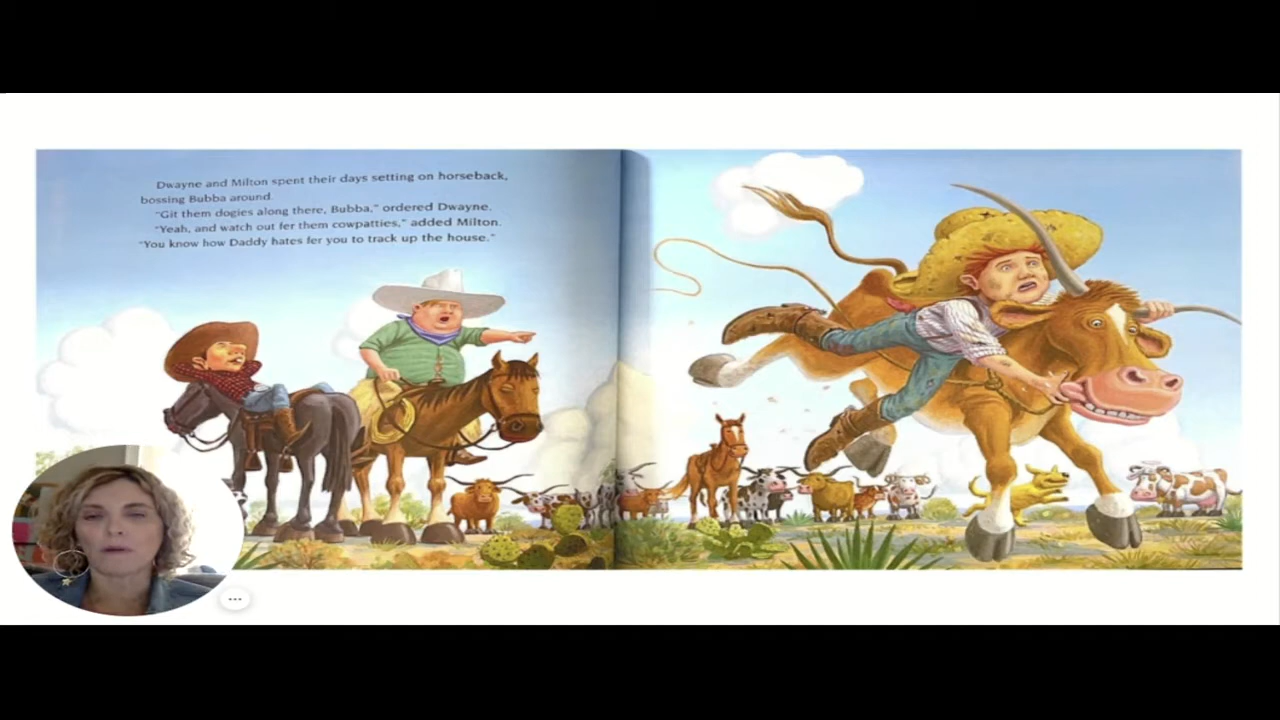 Dwayne and Milton spent their days setting on horseback,
bossing Bubba around.
"Git them dogies along there, Bubba," ordered Dwayne.
"Yeah, and watch out fer them cowpatties," added Milton.
"You know how Daddy hates fer you to track up the house."